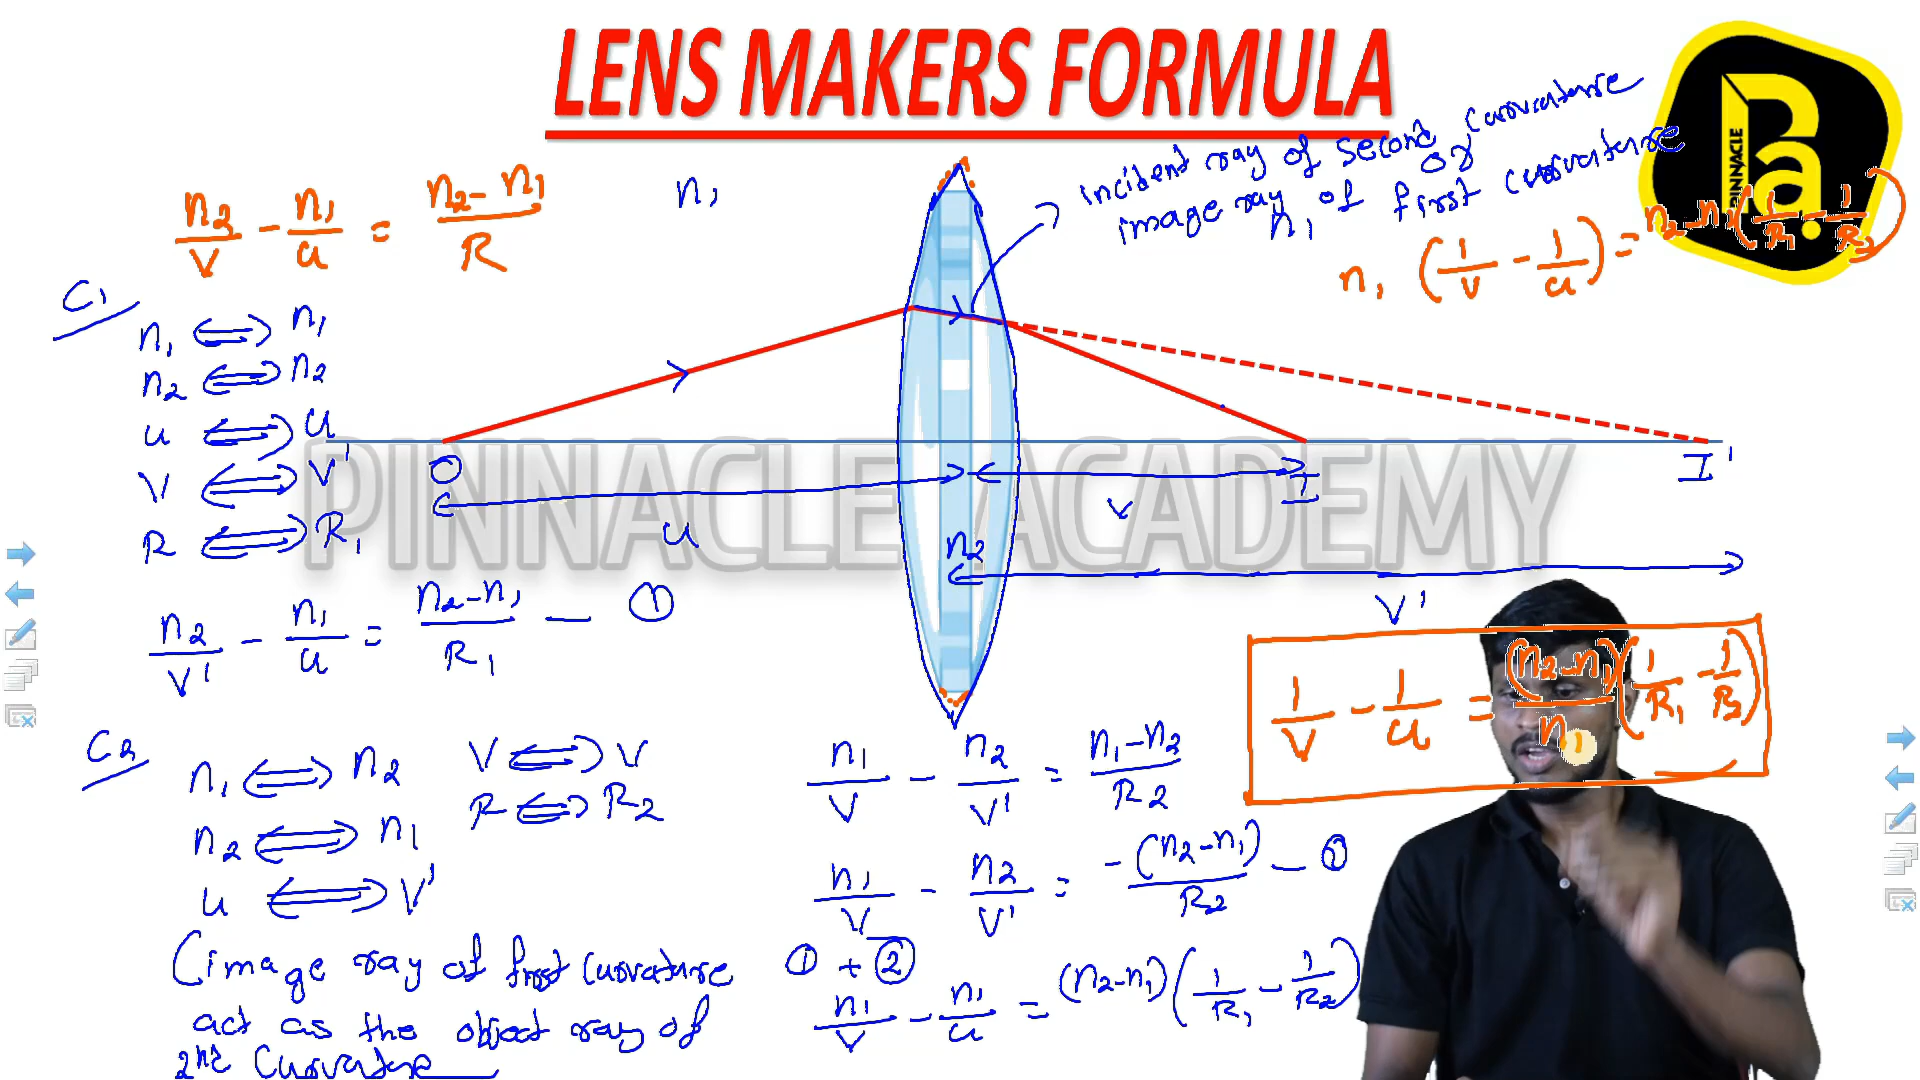 LENS MAKERS FORMULA
PINNACLE
Pa.
n₂/v - n₁/u = n₂-n₁/R
n₁
incident ray of second curvature
or
image ray of first curvature
n₁
n₁ (1/v - 1/u) = n₂-n₁ (1/R₁ - 1/R₂)
C₁
n₁ ⟺ n₁
n₂ ⟺ n₂
u ⟺ u
v ⟺ v'
R ⟺ R₁
PINNACLE ACADEMY
O
I
I'
u
v
n₂
v'
n₂/v' - n₁/u = n₂-n₁/R₁ — ①
1/v - 1/u = (n₂-n₁)/n₁ (1/R₁ - 1/R₂)
C₂
n₁ ⟺ n₂
v ⟺ v
n₂ ⟺ n₁
R ⟺ R₂
u ⟺ v'
(image ray of first curvature
act as the object ray of
2nd curvature
n₁/v - n₂/v' = n₁-n₂/R₂
n₁/v - n₂/v' = -(n₂-n₁)/R₂ — ②
① + ②
n₁/v - n₁/u = (n₂-n₁) (1/R₁ - 1/R₂)